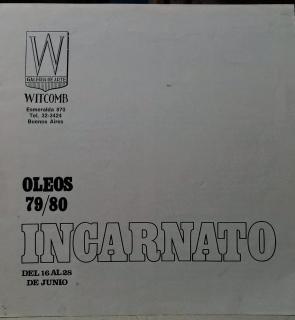 W
GALERIA DE ARTE
WITCOMB
Esmeralda 870
Tel. 32-2424
Buenos Aires
OLEOS
79/80
INCARNATO
DEL 16 AL 28
DE JUNIO